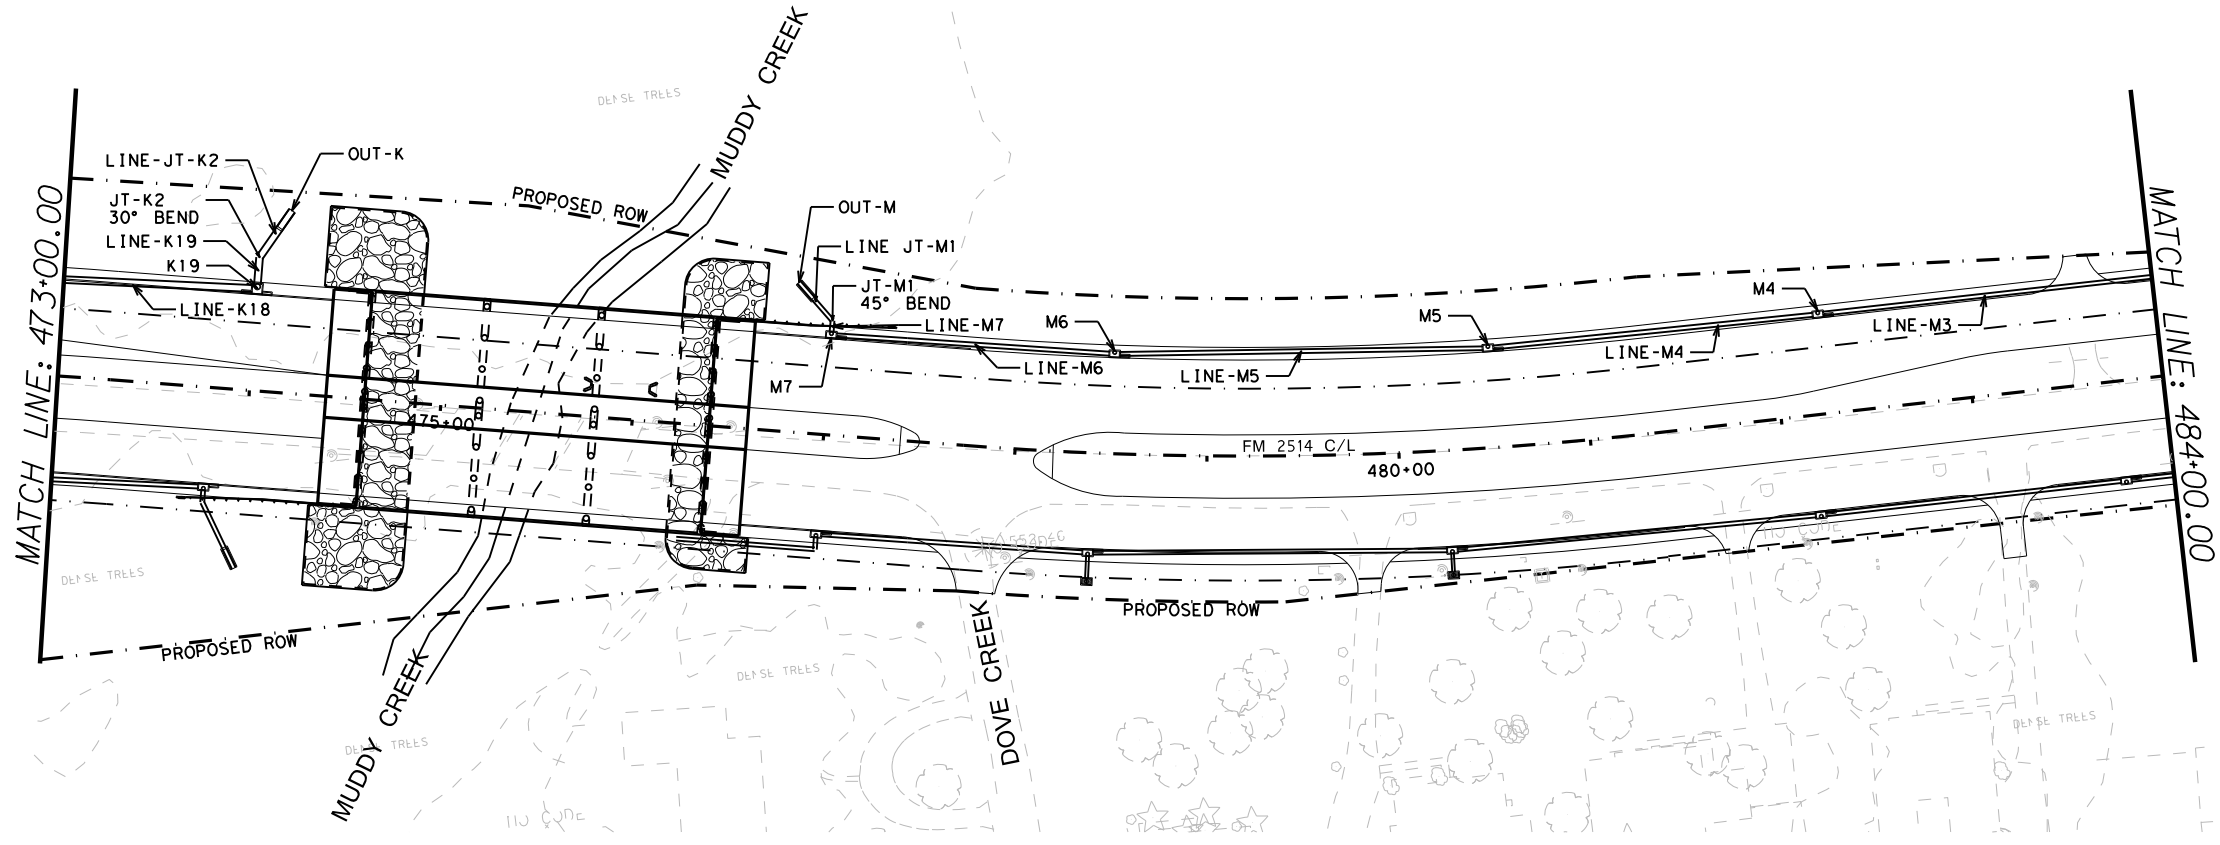 MUDDY CREEK
DENSE TREES
LINE-JT-K2
OUT-K
JT-K2
30° BEND
LINE-K19
K19
LINE-K18
MATCH LINE: 473+00.00
PROPOSED ROW
OUT-M
LINE JT-M1
JT-M1
45° BEND
LINE-M7
M7
LINE-M6
M6
LINE-M5
M5
LINE-M4
M4
LINE-M3
MATCH LINE: 484+00.00
475+00
FM 2514 C/L
480+00
DENSE TREES
PROPOSED ROW
PROPOSED ROW
MUDDY CREEK
DOVE CREEK
DENSE TREES
DENSE TREES
DENSE TREES